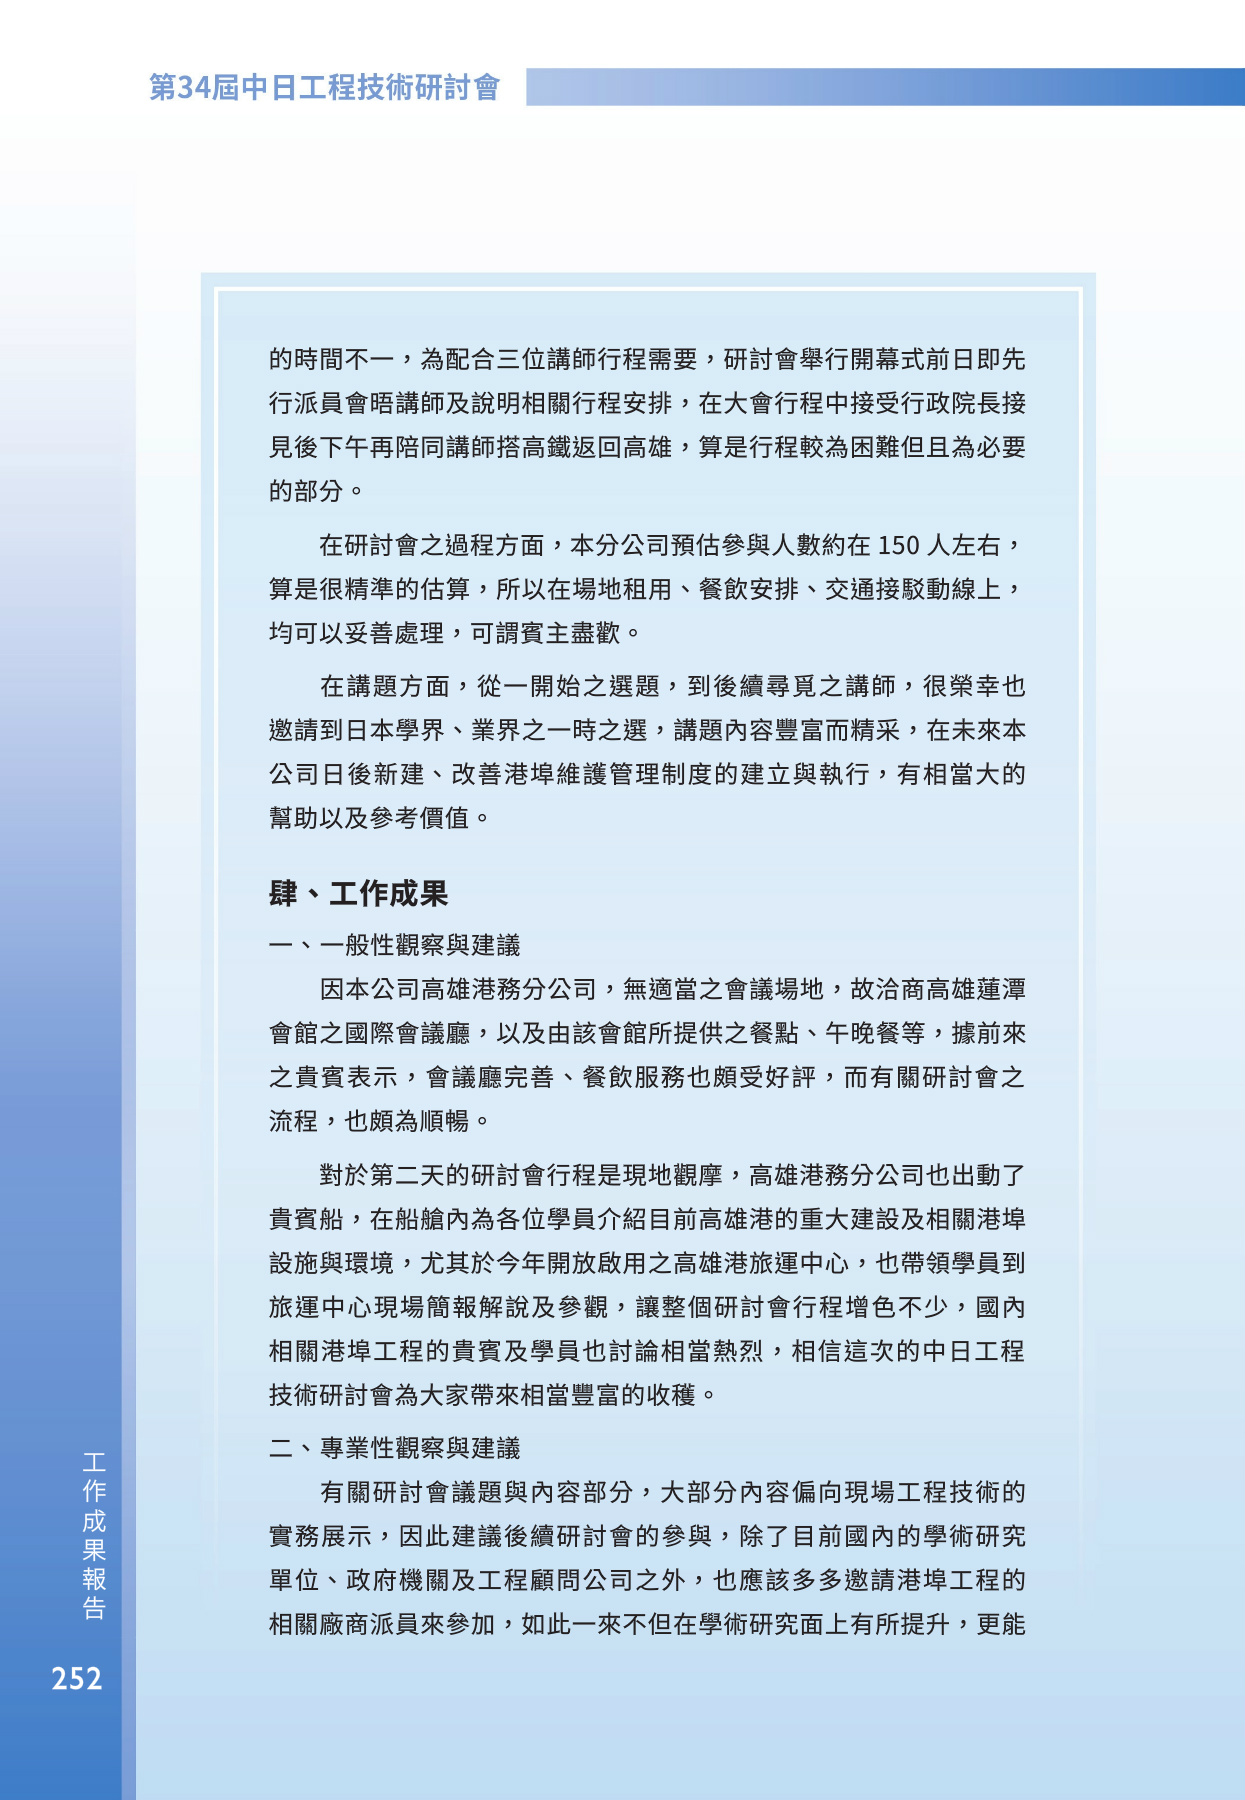 第34屆中日工程技術研討會
的時間不一，為配合三位講師行程需要，研討會舉行開幕式前日即先
行派員會晤講師及說明相關行程安排，在大會行程中接受行政院長接
見後下午再陪同講師搭高鐵返回高雄，算是行程較為困難但且為必要
的部分。
在研討會之過程方面，本分公司預估參與人數約在 150 人左右，
算是很精準的估算，所以在場地租用、餐飲安排、交通接駁動線上，
均可以妥善處理，可謂賓主盡歡。
在講題方面，從一開始之選題，到後續尋覓之講師，很榮幸也
邀請到日本學界、業界之一時之選，講題內容豐富而精采，在未來本
公司日後新建、改善港埠維護管理制度的建立與執行，有相當大的
幫助以及參考價值。
肆、工作成果
一、一般性觀察與建議
因本公司高雄港務分公司，無適當之會議場地，故洽商高雄蓮潭
會館之國際會議廳，以及由該會館所提供之餐點、午晚餐等，據前來
之貴賓表示，會議廳完善、餐飲服務也頗受好評，而有關研討會之
流程，也頗為順暢。
對於第二天的研討會行程是現地觀摩，高雄港務分公司也出動了
貴賓船，在船艙內為各位學員介紹目前高雄港的重大建設及相關港埠
設施與環境，尤其於今年開放啟用之高雄港旅運中心，也帶領學員到
旅運中心現場簡報解說及參觀，讓整個研討會行程增色不少，國內
相關港埠工程的貴賓及學員也討論相當熱烈，相信這次的中日工程
技術研討會為大家帶來相當豐富的收穫。
二、專業性觀察與建議
有關研討會議題與內容部分，大部分內容偏向現場工程技術的
實務展示，因此建議後續研討會的參與，除了目前國內的學術研究
單位、政府機關及工程顧問公司之外，也應該多多邀請港埠工程的
相關廠商派員來參加，如此一來不但在學術研究面上有所提升，更能
工作成果報告
252